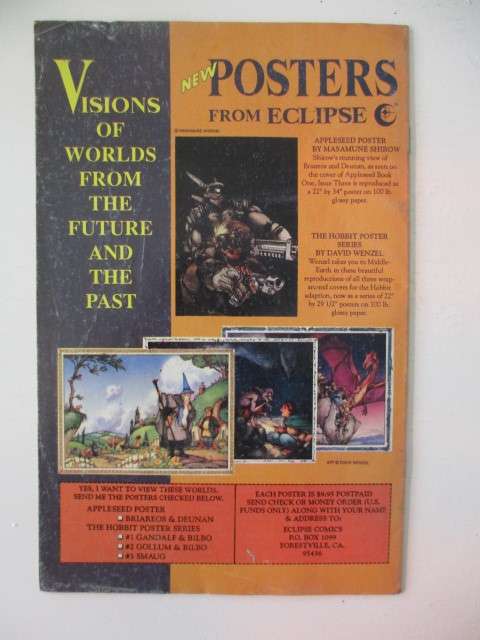 VISIONS
OF
WORLDS
FROM
THE
FUTURE
AND
THE
PAST
NEW POSTERS
FROM ECLIPSE
APPLESEED POSTER
BY MASAMUNE SHIROW
Shirow's stunning view of
Briareos and Deunan, as seen on
the cover of Appleseed Book
One, Issue Three is reproduced as
a 22" by 34" poster on 100 lb.
glossy paper.
THE HOBBIT POSTER
SERIES
BY DAVID WENZEL
Wenzel takes you to Middle-
Earth in these beautiful
reproductions of all three wrap-
around covers for the Hobbit
adaption, now as a series of 22"
by 29 1/2" posters on 100 lb.
glossy paper.
YES, I WANT TO VIEW THESE WORLDS.
SEND ME THE POSTERS CHECKED BELOW.
APPLESEED POSTER
BRIAREOS & DEUNAN
THE HOBBIT POSTER SERIES
#1 GANDALF & BILBO
#2 GOLLUM & BILBO
#3 SMAUG
EACH POSTER IS $9.95 POSTPAID
SEND CHECK OR MONEY ORDER (U.S.
FUNDS ONLY) ALONG WITH YOUR NAME
& ADDRESS TO:
ECLIPSE COMICS
P.O. BOX 1099
FORESTVILLE, CA.
95436